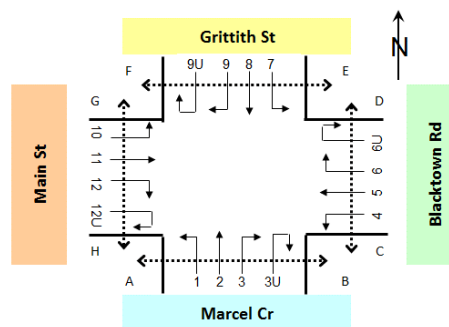 Grittith St
N
F
9U 9 8 7
E
G
D
10
11
12
12U
6U
6
5
4
Main St
Blacktown Rd
H
C
A
1 2 3 3U
B
Marcel Cr